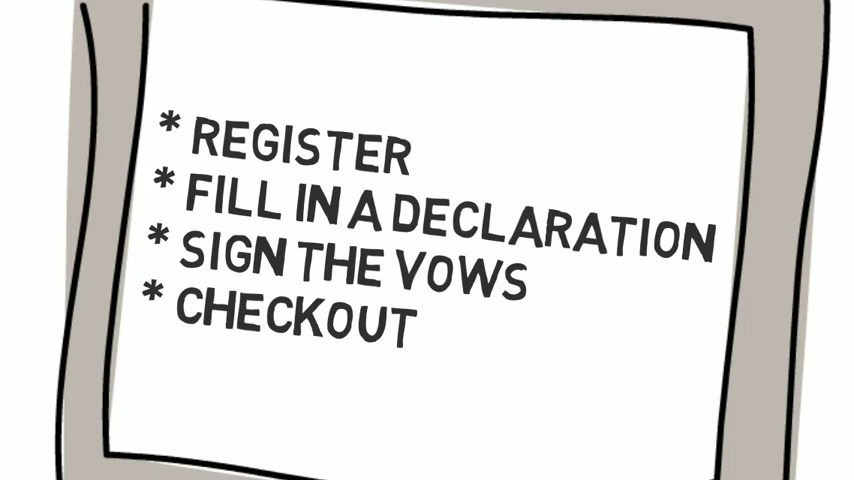 * REGISTER
* FILL IN A DECLARATION
* SIGN THE VOWS
* CHECKOUT